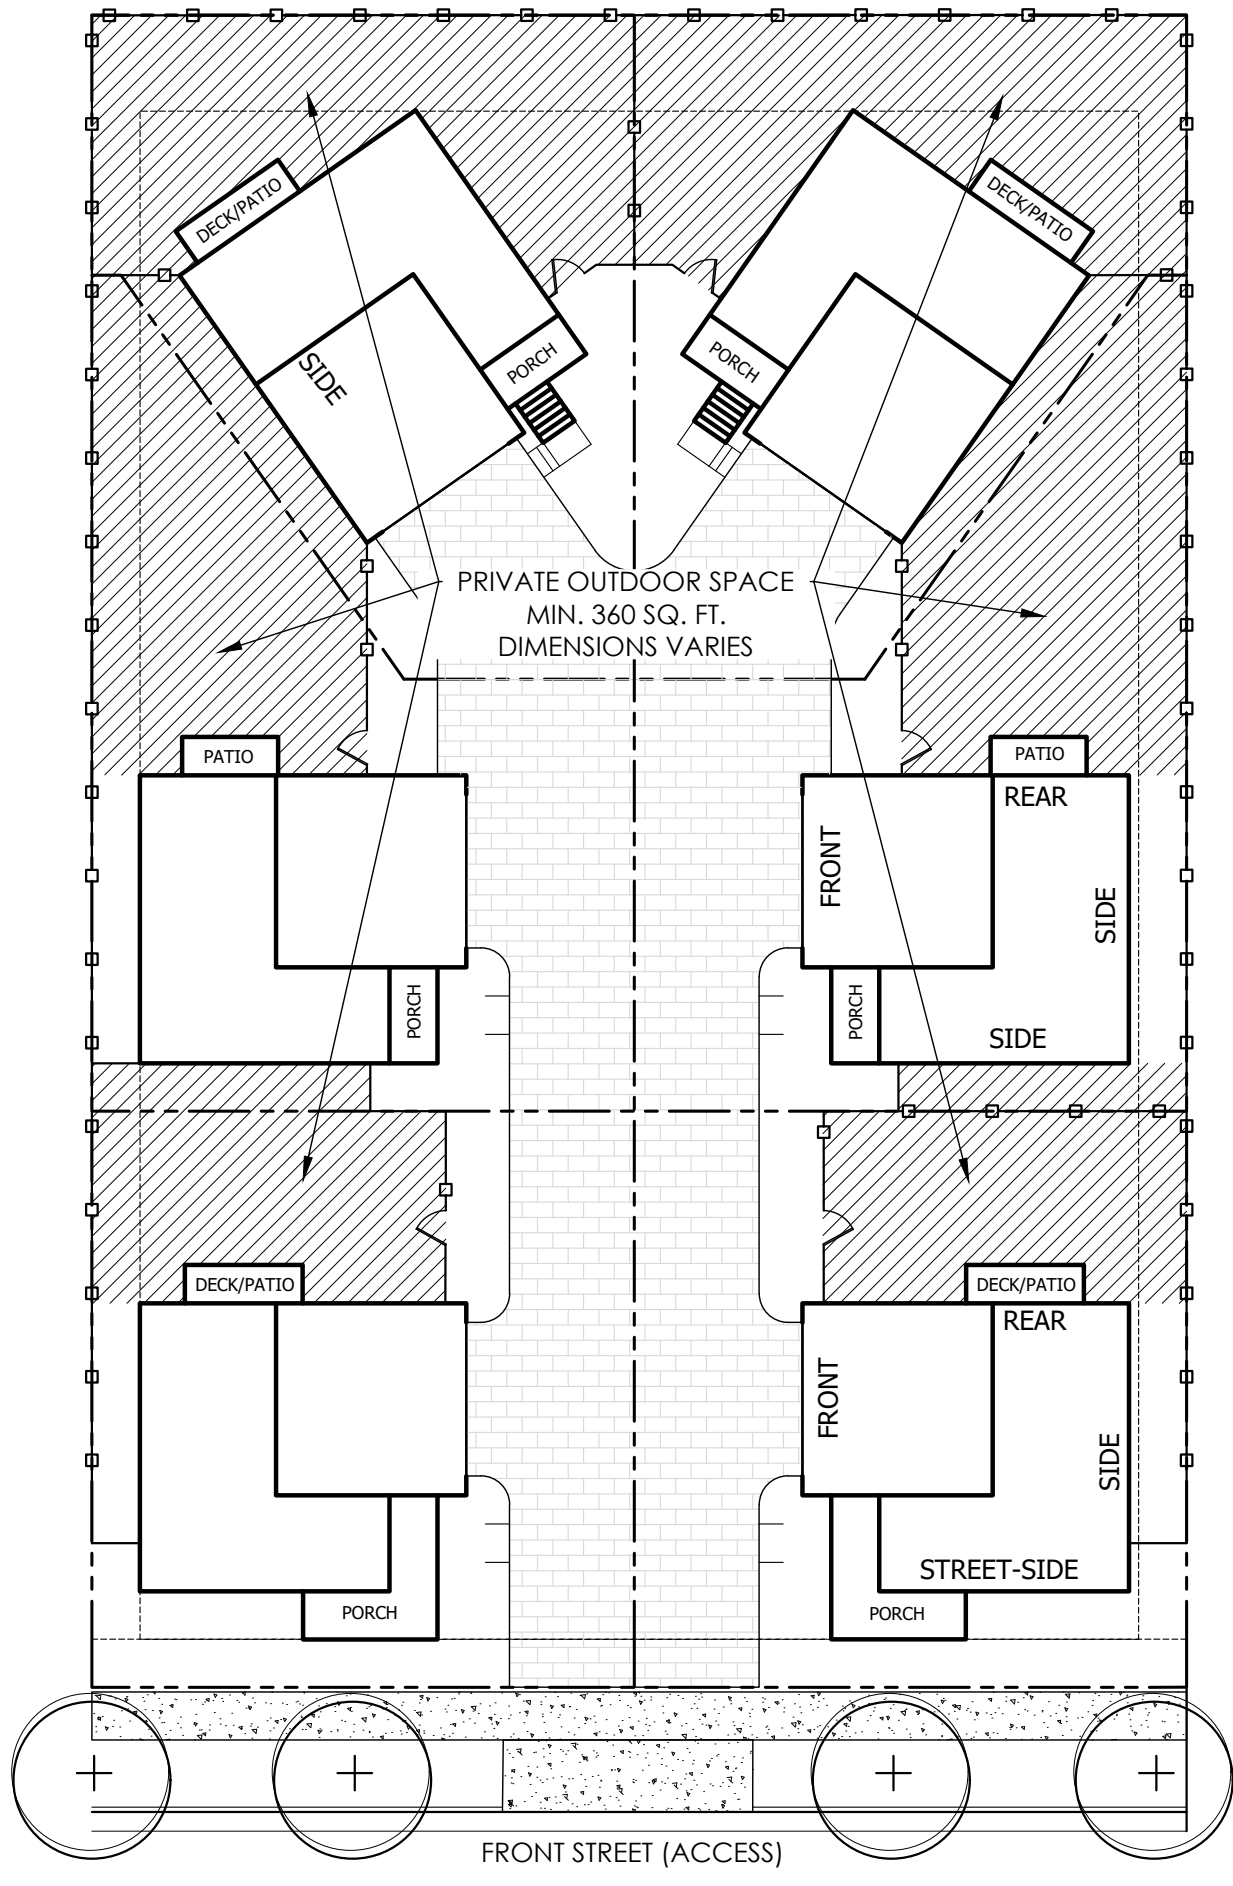 DECK/PATIO
DECK/PATIO
SIDE
PORCH
PORCH
PRIVATE OUTDOOR SPACE
MIN. 360 SQ. FT.
DIMENSIONS VARIES
PATIO
PATIO
REAR
FRONT
SIDE
PORCH
PORCH
SIDE
DECK/PATIO
DECK/PATIO
REAR
FRONT
SIDE
STREET-SIDE
PORCH
PORCH
FRONT STREET (ACCESS)